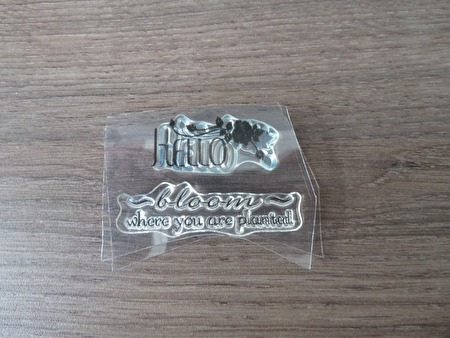 HELLO
~bloom~
where you are planted